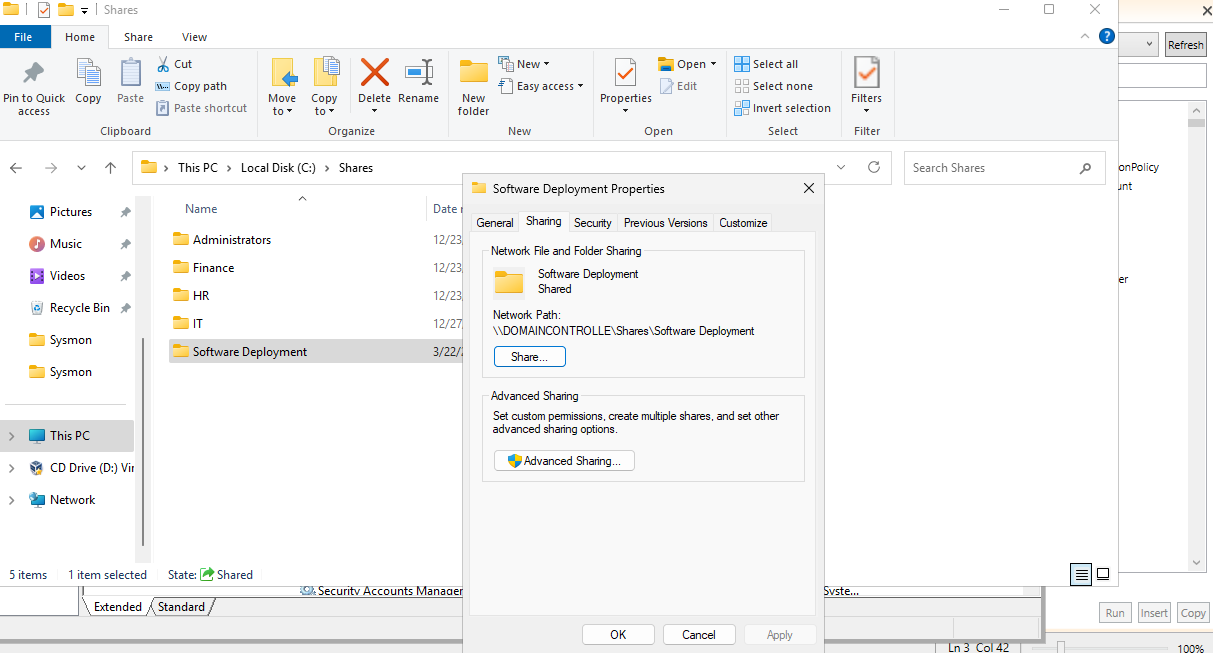 Shares
File Home Share View
Refresh
Pin to Quick access
Copy
Paste
Cut
Copy path
Paste shortcut
Clipboard
Move to
Copy to
Delete
Rename
Organize
New folder
New
Easy access
New
Properties
Open
Edit
Open
Select all
Select none
Invert selection
Select
Filters
Filter
This PC Local Disk (C:) Shares
Search Shares
onPolicy
unt
er
Pictures
Music
Videos
Recycle Bin
Sysmon
Sysmon
This PC
CD Drive (D:) Vir
Network
Name Date
Administrators 12/23
Finance 12/23
HR 12/23
IT 12/27
Software Deployment 3/22/
Software Deployment Properties
General Sharing Security Previous Versions Customize
Network File and Folder Sharing
Software Deployment
Shared
Network Path:
\\DOMAINCONTROLLE\Shares\Software Deployment
Share...
Advanced Sharing
Set custom permissions, create multiple shares, and set other
advanced sharing options.
Advanced Sharing...
OK Cancel Apply
5 items 1 item selected State: Shared
Security Accounts Manager
Syste...
Extended Standard
Run Insert Copy
Ln 3 Col 42 100%